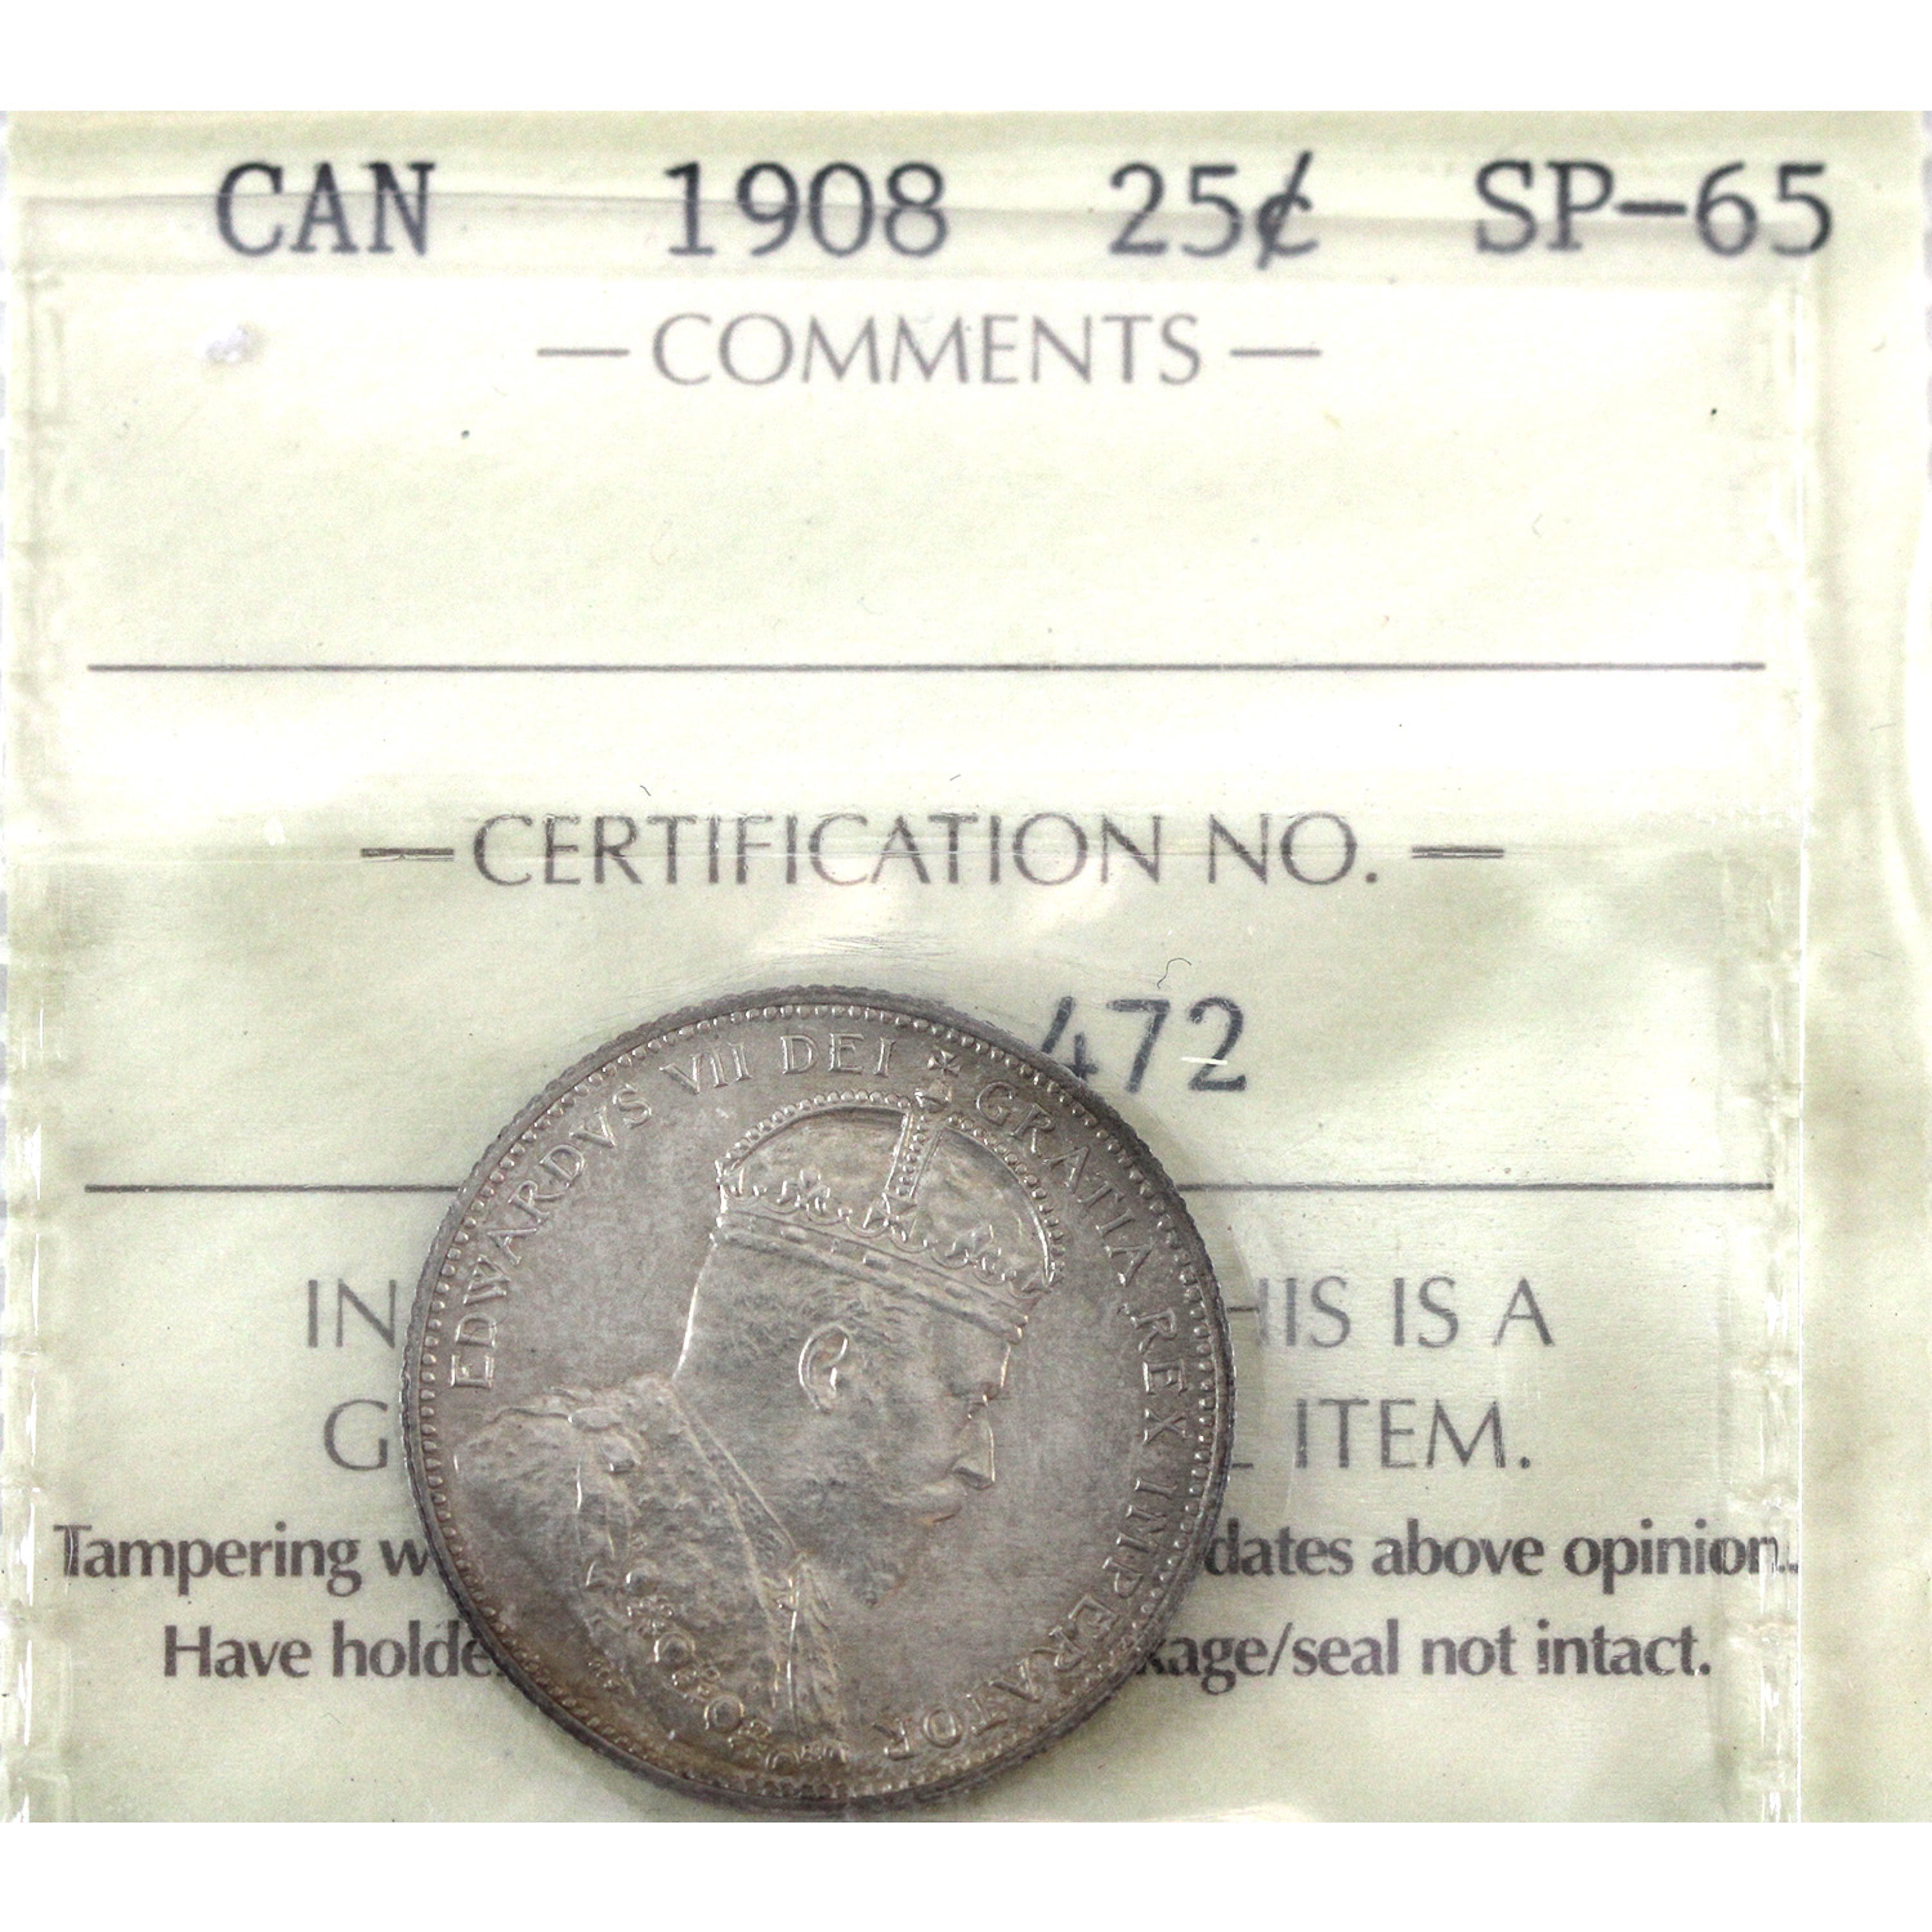 CAN 1908 25¢ SP-65
— COMMENTS —
— CERTIFICATION NO. —
472
EDWARDVS VII DEI ✠ GRATIA REX IMPERATOR
IN HIS IS A
G ITEM.
Tampering w dates above opinion.
Have holde kage/seal not intact.